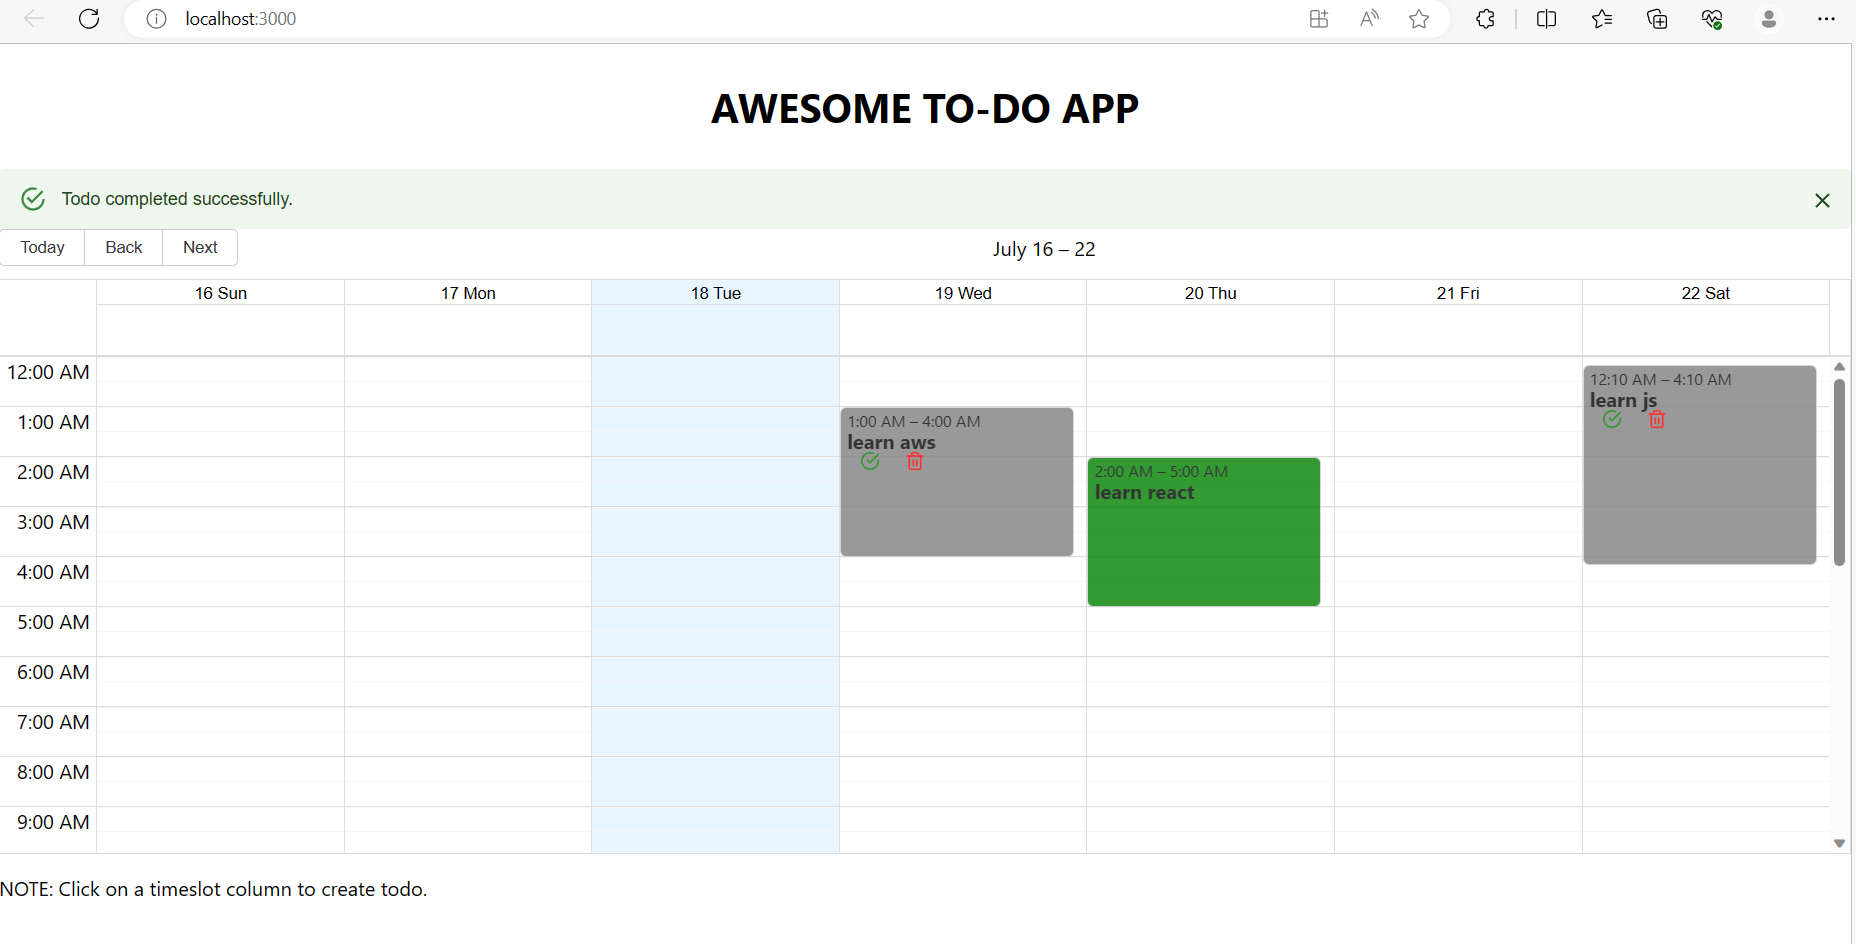 localhost:3000
AWESOME TO-DO APP
Todo completed successfully.
Today Back Next
July 16 – 22
16 Sun 17 Mon 18 Tue 19 Wed 20 Thu 21 Fri 22 Sat
12:00 AM
1:00 AM
2:00 AM
3:00 AM
4:00 AM
5:00 AM
6:00 AM
7:00 AM
8:00 AM
9:00 AM
1:00 AM – 4:00 AM
learn aws
2:00 AM – 5:00 AM
learn react
12:10 AM – 4:10 AM
learn js
NOTE: Click on a timeslot column to create todo.